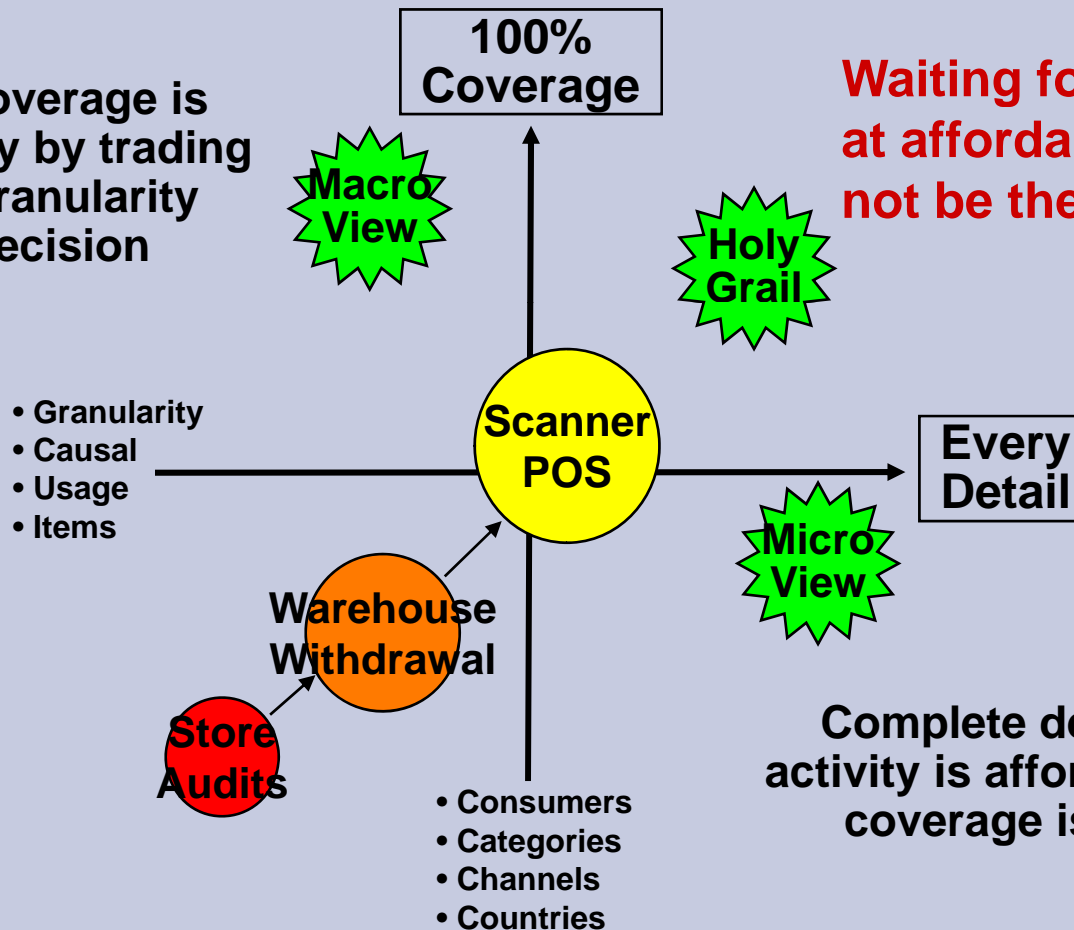 100%
Coverage
overage is
y by trading
ranularity
ecision
Waiting fo
at afforda
not be the
Macro
View
Holy
Grail
• Granularity
• Causal
• Usage
• Items
Scanner
POS
Every
Detail
Micro
View
Warehouse
Withdrawal
Store
Audits
Complete de
activity is affor
coverage is
• Consumers
• Categories
• Channels
• Countries